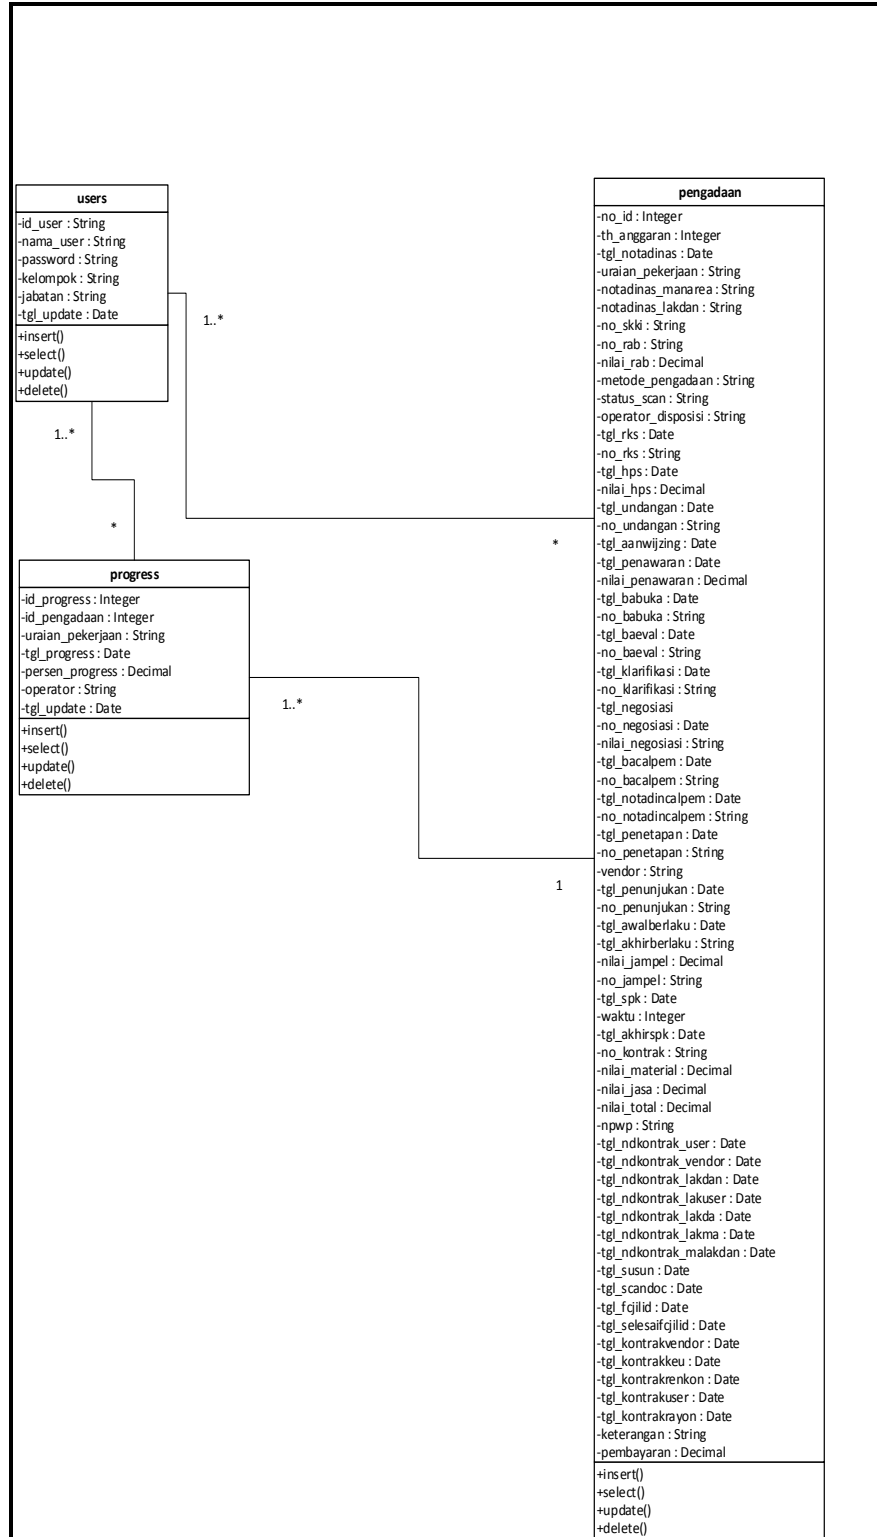 users
-id_user : String
-nama_user : String
-password : String
-kelompok : String
-jabatan : String
-tgl_update : Date
+insert()
+select()
+update()
+delete()
1..*
1..*
*
*
progress
-id_progress : Integer
-id_pengadaan : Integer
-uraian_pekerjaan : String
-tgl_progress : Date
-persen_progress : Decimal
-operator : String
-tgl_update : Date
+insert()
+select()
+update()
+delete()
1..*
1
pengadaan
-no_id : Integer
-th_anggaran : Integer
-tgl_notadinas : Date
-uraian_pekerjaan : String
-notadinas_manarea : String
-notadinas_lakdan : String
-no_skki : String
-no_rab : String
-nilai_rab : Decimal
-metode_pengadaan : String
-status_scan : String
-operator_disposisi : String
-tgl_rks : Date
-no_rks : String
-tgl_hps : Date
-nilai_hps : Decimal
-tgl_undangan : Date
-no_undangan : String
-tgl_aanwijzing : Date
-tgl_penawaran : Date
-nilai_penawaran : Decimal
-tgl_babuka : Date
-no_babuka : String
-tgl_baeval : Date
-no_baeval : String
-tgl_klarifikasi : Date
-no_klarifikasi : String
-tgl_negosiasi
-no_negosiasi : Date
-nilai_negosiasi : String
-tgl_bacalpem : Date
-no_bacalpem : String
-tgl_notadincalpem : Date
-no_notadincalpem : String
-tgl_penetapan : Date
-no_penetapan : String
-vendor : String
-tgl_penunjukan : Date
-no_penunjukan : String
-tgl_awalberlaku : Date
-tgl_akhirberlaku : String
-nilai_jampel : Decimal
-no_jampel : String
-tgl_spk : Date
-waktu : Integer
-tgl_akhirspk : Date
-no_kontrak : String
-nilai_material : Decimal
-nilai_jasa : Decimal
-nilai_total : Decimal
-npwp : String
-tgl_ndkontrak_user : Date
-tgl_ndkontrak_vendor : Date
-tgl_ndkontrak_lakdan : Date
-tgl_ndkontrak_lakuser : Date
-tgl_ndkontrak_lakda : Date
-tgl_ndkontrak_lakma : Date
-tgl_ndkontrak_malakdan : Date
-tgl_susun : Date
-tgl_scandoc : Date
-tgl_fcjilid : Date
-tgl_selesaifcjilid : Date
-tgl_kontrakvendor : Date
-tgl_kontrakkeu : Date
-tgl_kontrakrenkon : Date
-tgl_kontrakuser : Date
-tgl_kontrakrayon : Date
-keterangan : String
-pembayaran : Decimal
+insert()
+select()
+update()
+delete()